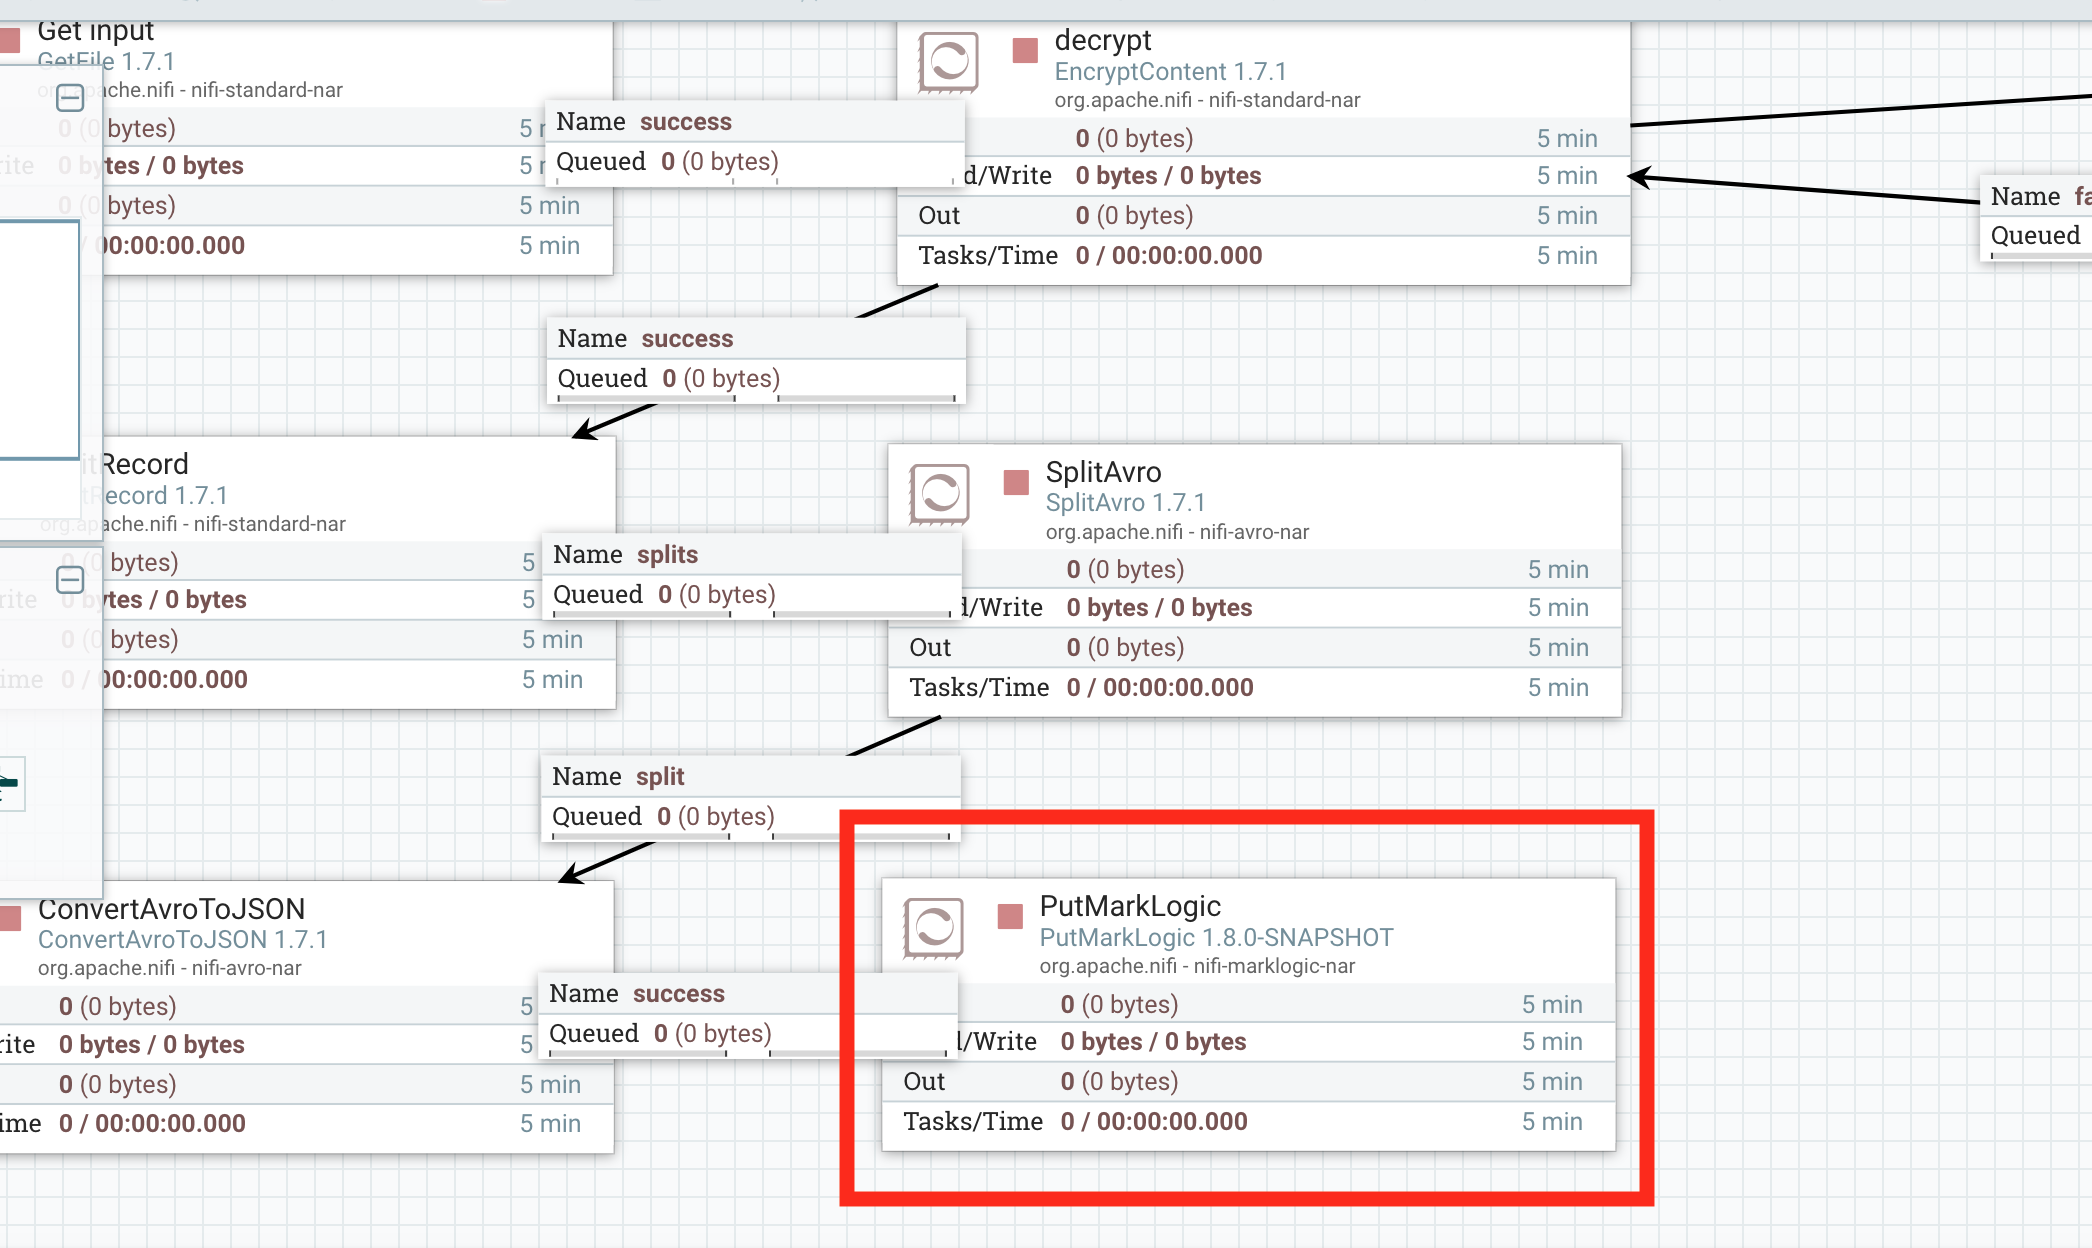 Get input
GetFile 1.7.1
org.apache.nifi - nifi-standard-nar
0 (0 bytes)
5
0 bytes / 0 bytes
5
0 (0 bytes)
5 min
/ 00:00:00.000
5 min
Name success
Queued 0 (0 bytes)
decrypt
EncryptContent 1.7.1
org.apache.nifi - nifi-standard-nar
0 (0 bytes)
5 min
d/Write 0 bytes / 0 bytes
5 min
Out 0 (0 bytes)
5 min
Tasks/Time 0 / 00:00:00.000
5 min
Name
Queued
Name success
Queued 0 (0 bytes)
itRecord
tRecord 1.7.1
org.apache.nifi - nifi-standard-nar
0 (0 bytes)
5
rite 0 bytes / 0 bytes
5
0 (0 bytes)
5 min
ime 0 / 00:00:00.000
5 min
Name splits
Queued 0 (0 bytes)
SplitAvro
SplitAvro 1.7.1
org.apache.nifi - nifi-avro-nar
0 (0 bytes)
5 min
d/Write 0 bytes / 0 bytes
5 min
Out 0 (0 bytes)
5 min
Tasks/Time 0 / 00:00:00.000
5 min
Name split
Queued 0 (0 bytes)
ConvertAvroToJSON
ConvertAvroToJSON 1.7.1
org.apache.nifi - nifi-avro-nar
0 (0 bytes)
5
rite 0 bytes / 0 bytes
5
0 (0 bytes)
5 min
ime 0 / 00:00:00.000
5 min
Name success
Queued 0 (0 bytes)
PutMarkLogic
PutMarkLogic 1.8.0-SNAPSHOT
org.apache.nifi - nifi-marklogic-nar
0 (0 bytes)
5 min
d/Write 0 bytes / 0 bytes
5 min
Out 0 (0 bytes)
5 min
Tasks/Time 0 / 00:00:00.000
5 min